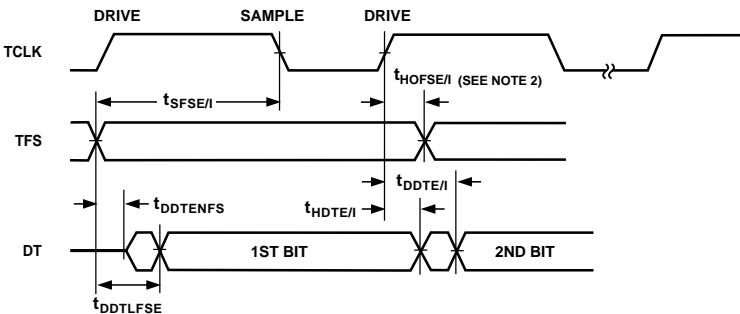 DRIVE SAMPLE DRIVE
TCLK
tHOFSE/I (SEE NOTE 2)
tSFSE/I
TFS
tDDTE/I
tDDTENFS
tHDTE/I
DT
1ST BIT
2ND BIT
tDDTLFSE